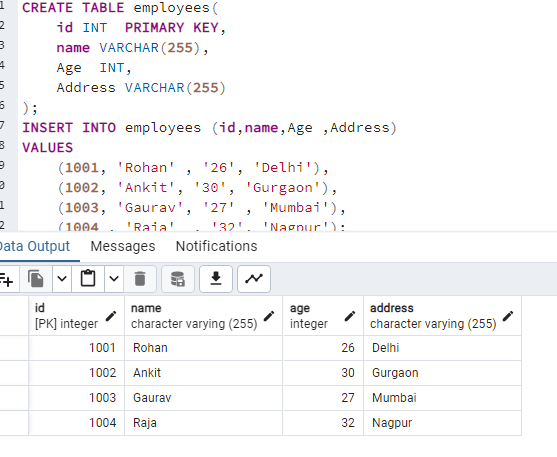 1 CREATE TABLE employees(
2 id INT  PRIMARY KEY,
3 name VARCHAR(255),
4 Age  INT,
5 Address VARCHAR(255)
6 );
7 INSERT INTO employees (id,name,Age ,Address)
8 VALUES
9 (1001, 'Rohan' , '26', 'Delhi'),
0 (1002, 'Ankit', '30', 'Gurgaon'),
1 (1003, 'Gaurav', '27' , 'Mumbai'),
2 (1004 , 'Raja' , '32', 'Nagpur');
Data Output Messages Notifications
id name age address
[PK] integer character varying (255) integer character varying (255)
1001 Rohan 26 Delhi
1002 Ankit 30 Gurgaon
1003 Gaurav 27 Mumbai
1004 Raja 32 Nagpur